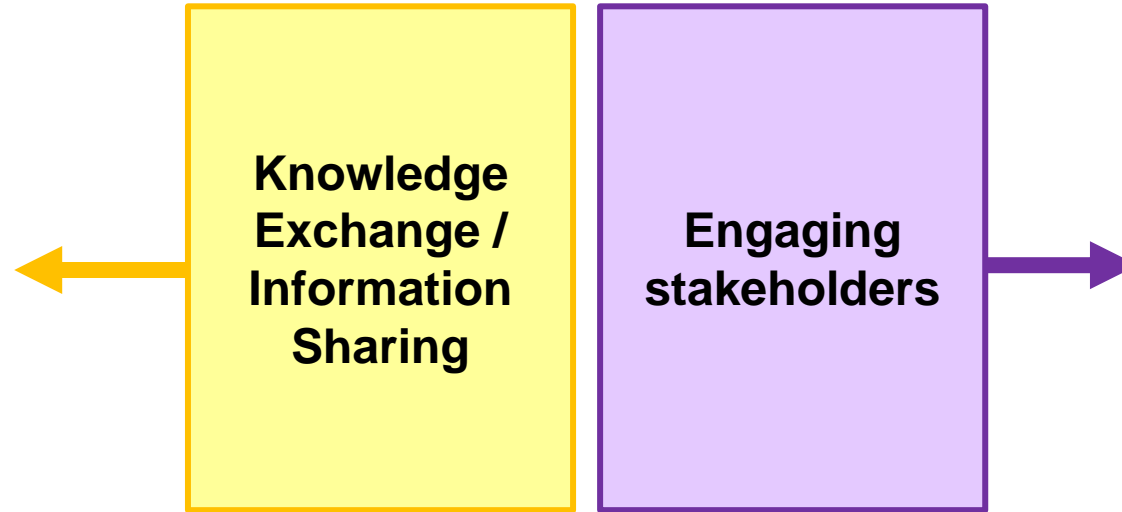 Knowledge
Exchange /
Information
Sharing
Engaging
stakeholders